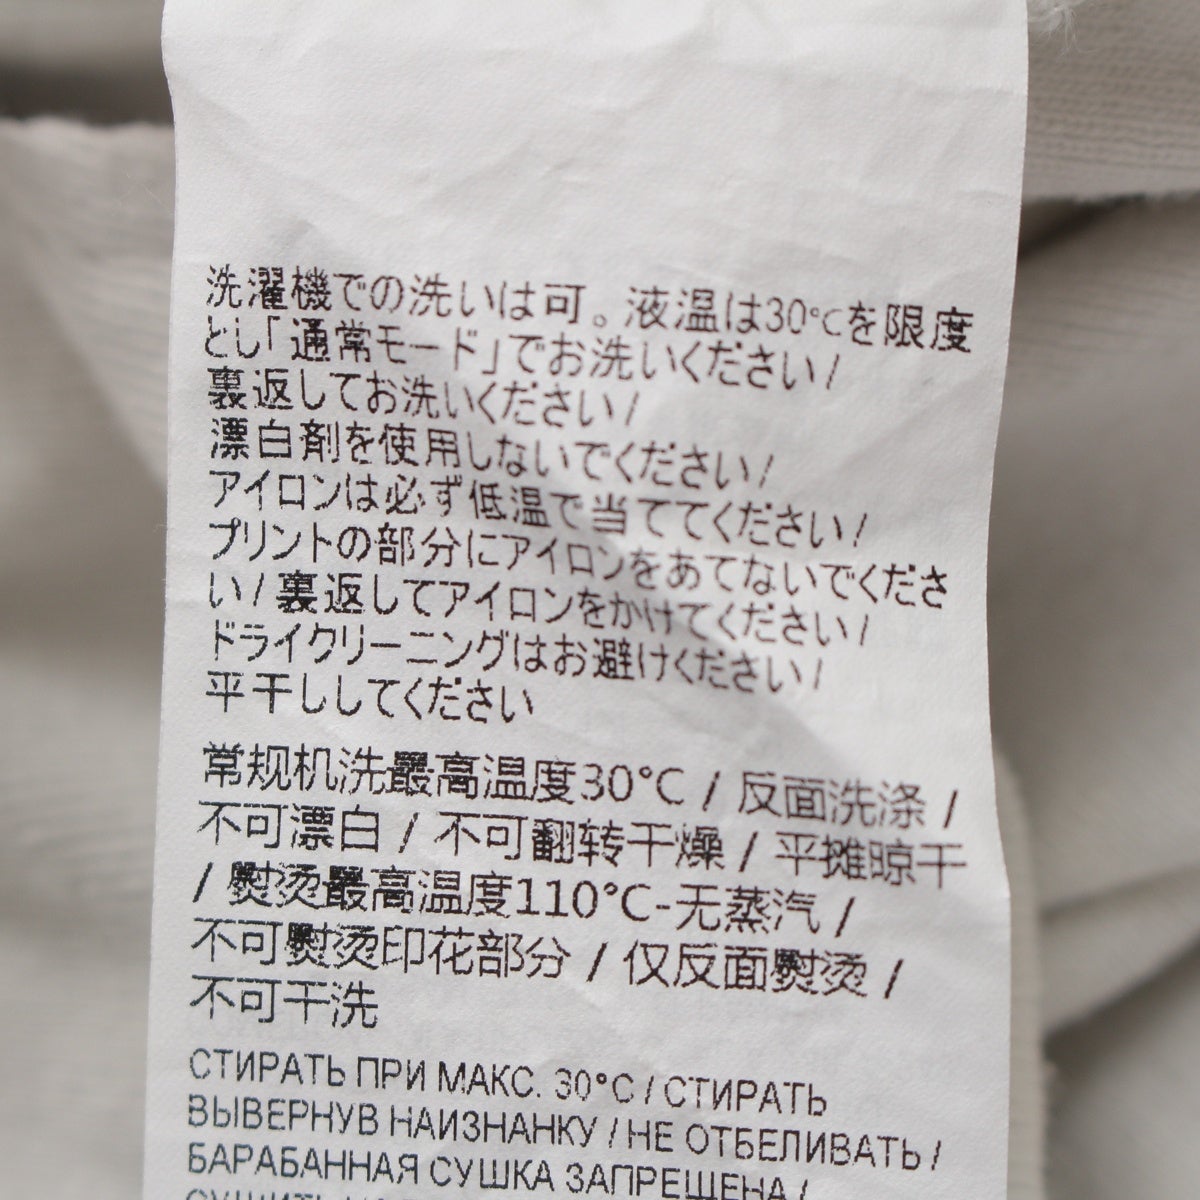 洗濯機での洗いは可。液温は30℃を限度
とし「通常モード」でお洗いください/
裏返してお洗いください/
漂白剤を使用しないでください/
アイロンは必ず低温で当ててください/
プリントの部分にアイロンをあてないでくださ
い/裏返してアイロンをかけてください/
ドライクリーニングはお避けください/
平干ししてください
常规机洗最高温度30°C / 反面洗涤 /
不可漂白 / 不可翻转干燥 / 平摊晾干
/ 熨烫最高温度110°C-无蒸汽 /
不可熨烫印花部分 / 仅反面熨烫 /
不可干洗
СТИРАТЬ ПРИ МАКС. 30°C / СТИРАТЬ
ВЫВЕРНУВ НАИЗНАНКУ / НЕ ОТБЕЛИВАТЬ /
БАРАБАННАЯ СУШКА ЗАПРЕЩЕНА /
СУШИТЬ